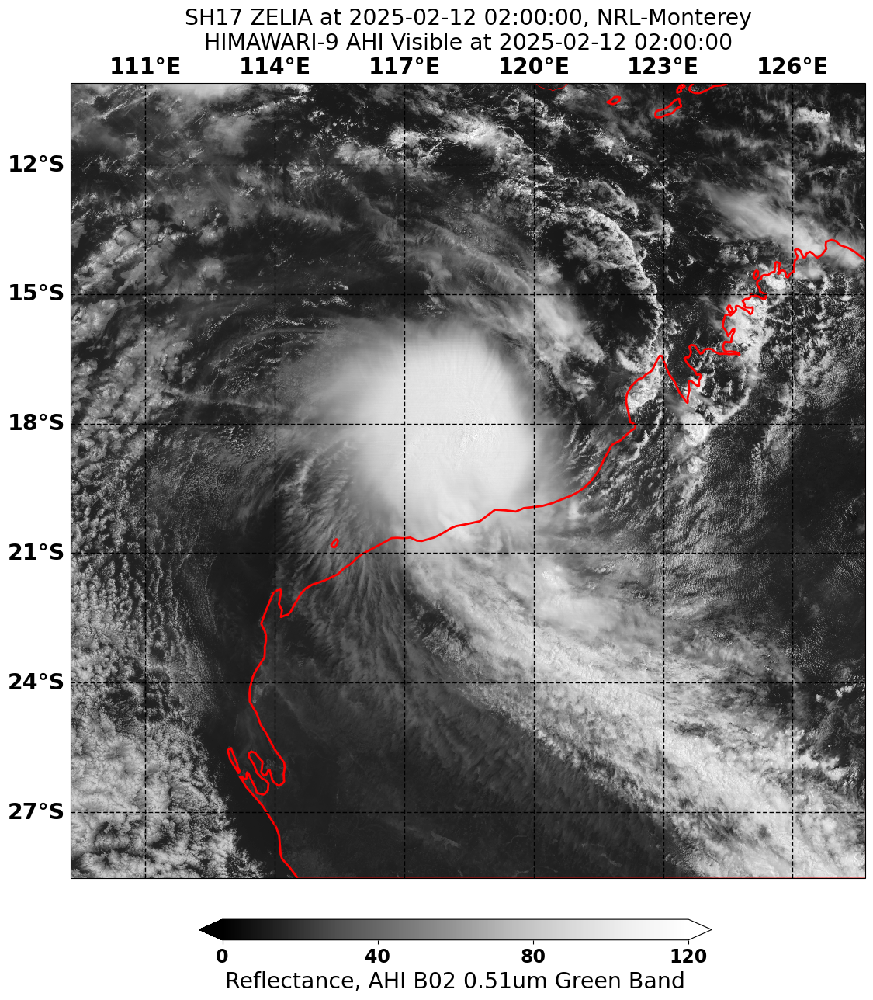 SH17 ZELIA at 2025-02-12 02:00:00, NRL-Monterey
HIMAWARI-9 AHI Visible at 2025-02-12 02:00:00
111°E 114°E 117°E 120°E 123°E 126°E
12°S
15°S
18°S
21°S
24°S
27°S
0 40 80 120
Reflectance, AHI B02 0.51um Green Band